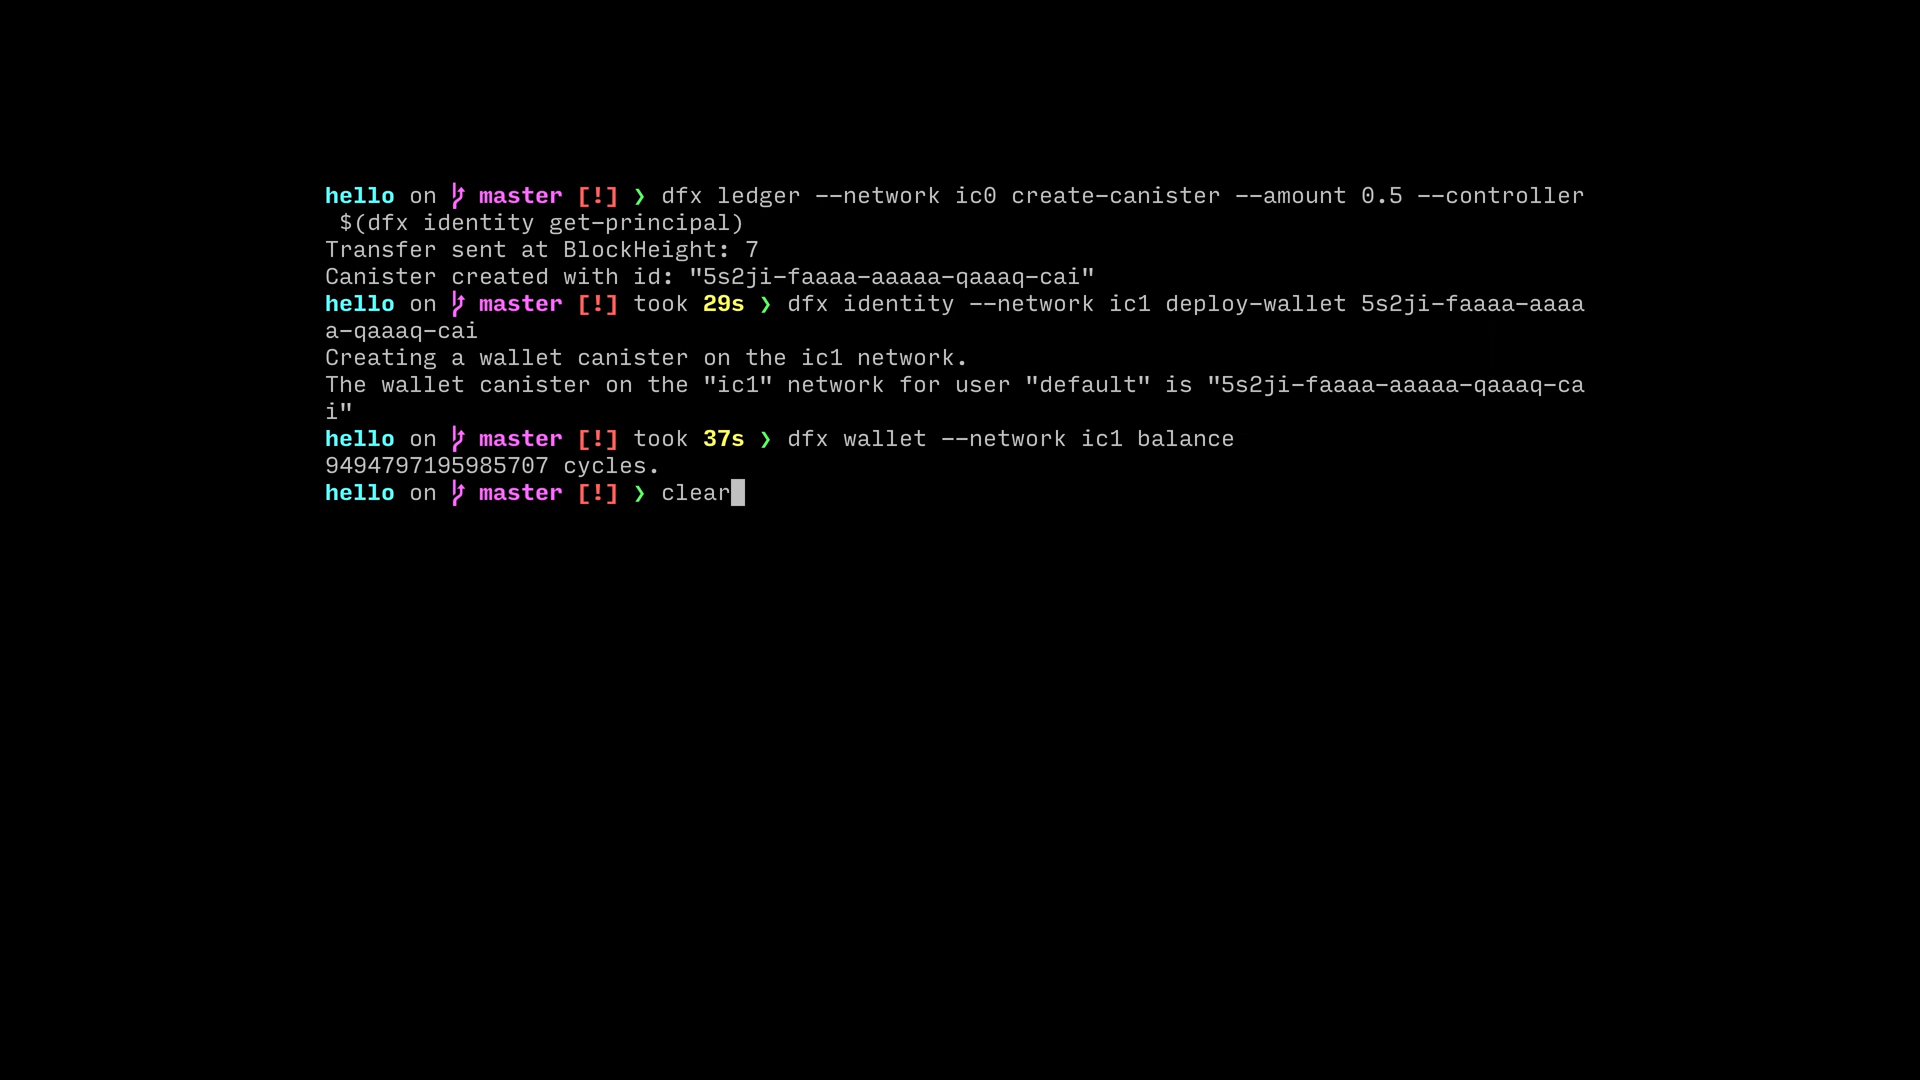 hello on master [!] ❯ dfx ledger --network ic0 create-canister --amount 0.5 --controller
$(dfx identity get-principal)
Transfer sent at BlockHeight: 7
Canister created with id: "5s2ji-faaaa-aaaaa-qaaaq-cai"
hello on master [!] took 29s ❯ dfx identity --network ic1 deploy-wallet 5s2ji-faaaa-aaaa
a-qaaaq-cai
Creating a wallet canister on the ic1 network.
The wallet canister on the "ic1" network for user "default" is "5s2ji-faaaa-aaaaa-qaaaq-ca
i"
hello on master [!] took 37s ❯ dfx wallet --network ic1 balance
9494797195985707 cycles.
hello on master [!] ❯ clear